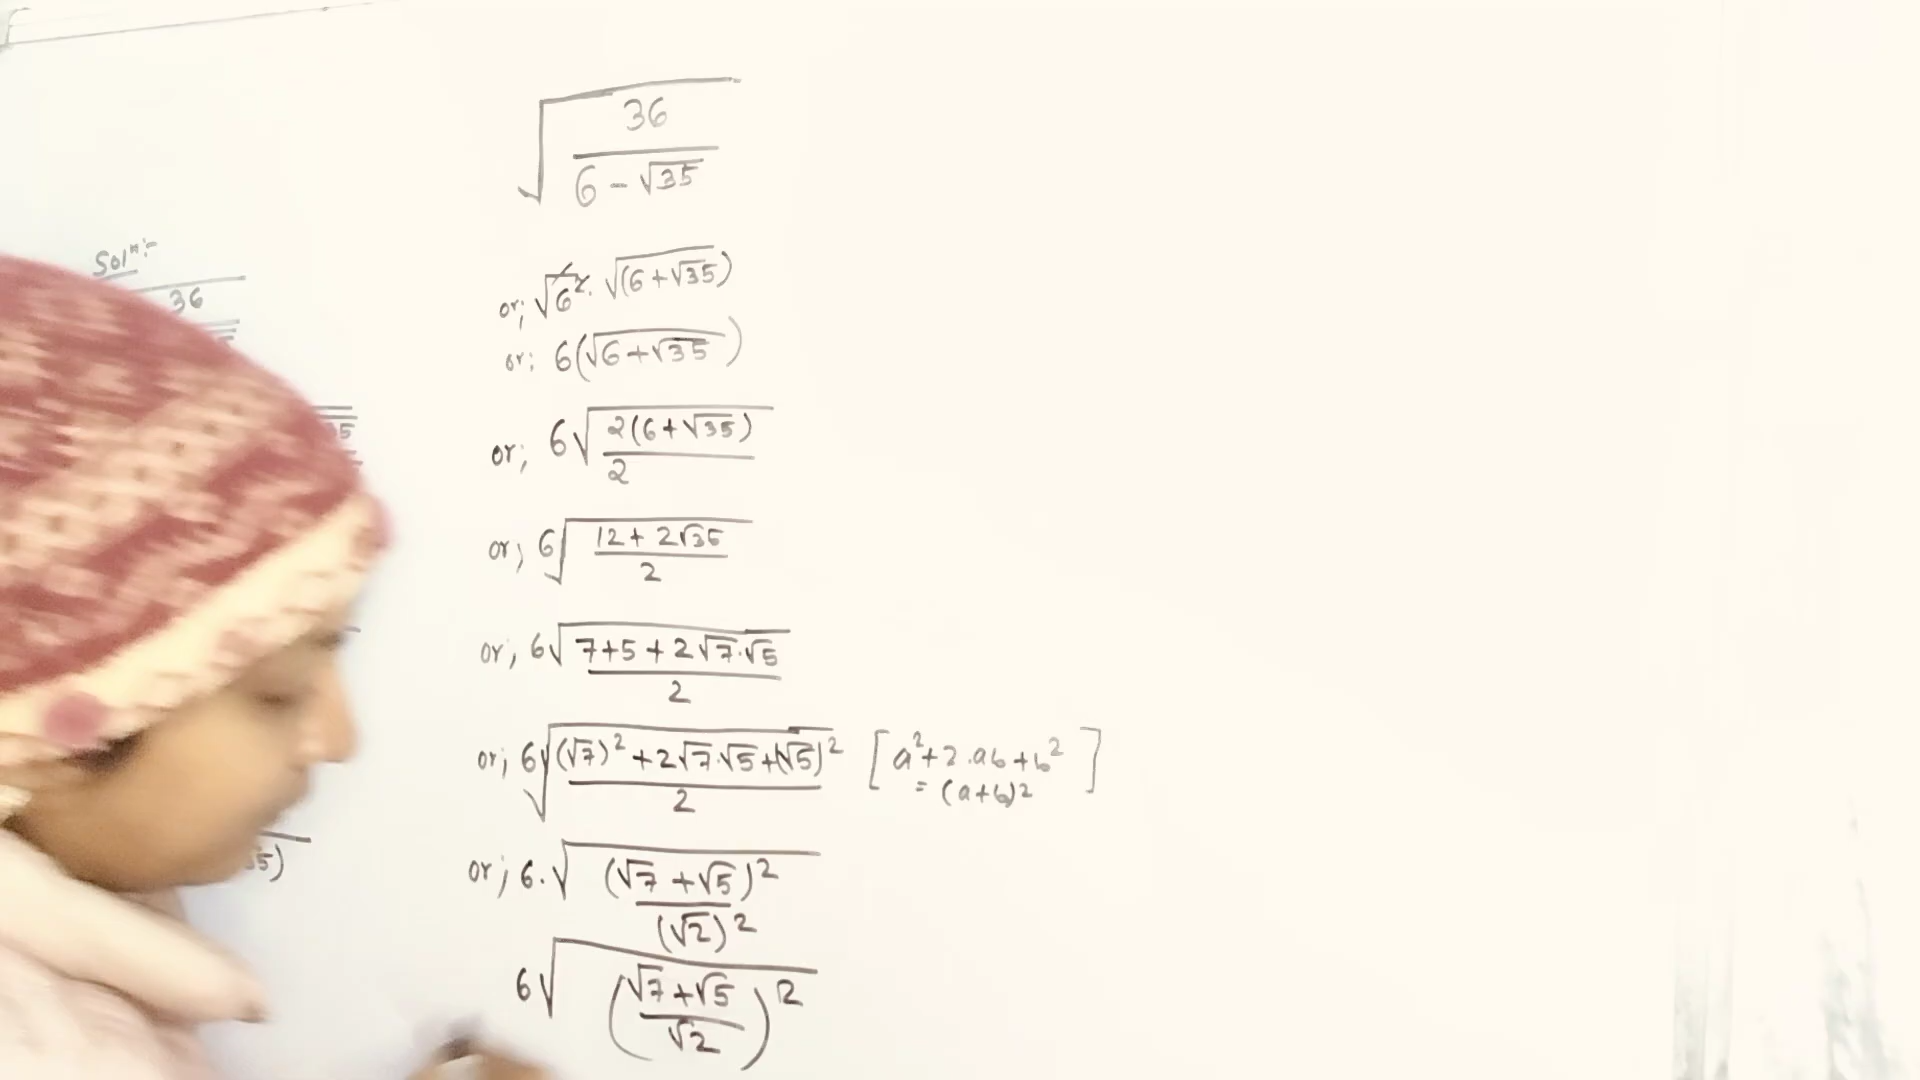 √(36/(6-√35))
Solⁿ:-
36
or; √6². √(6+√35)
or; 6(√6+√35)
or; 6√(2(6+√35)/2)
or; 6√((12+2√35)/2)
or; 6√((7+5+2√7.√5)/2)
or; 6√(((√7)²+2√7.√5+(√5)²)/2) [a²+2.ab+b²
= (a+b)²]
or; 6.√((√7+√5)²/(√2)²)
6√((√7+√5)/√2)²
35
35)